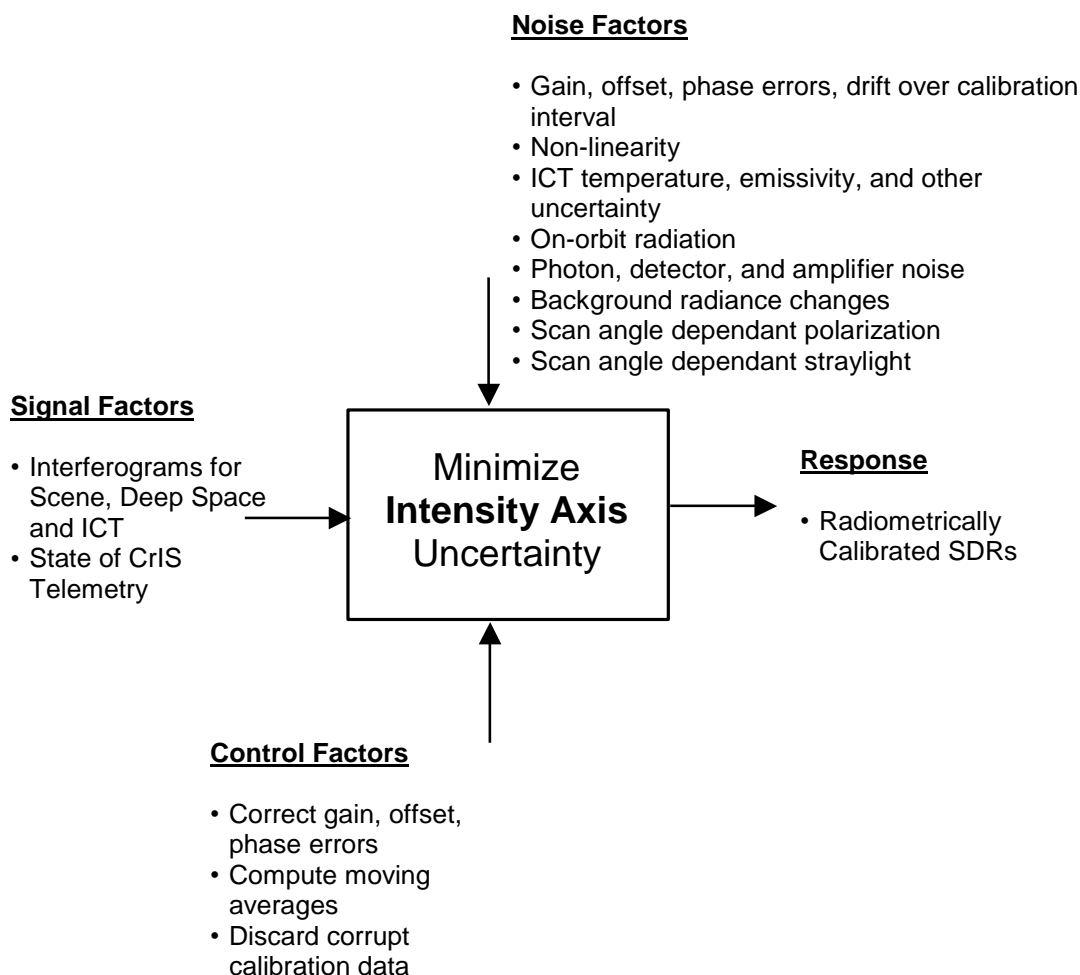 Noise Factors
• Gain, offset, phase errors, drift over calibration
interval
• Non-linearity
• ICT temperature, emissivity, and other
uncertainty
• On-orbit radiation
• Photon, detector, and amplifier noise
• Background radiance changes
• Scan angle dependant polarization
• Scan angle dependant straylight
Signal Factors
• Interferograms for
Scene, Deep Space
and ICT
• State of CrIS
Telemetry
Minimize
Intensity Axis
Uncertainty
Response
• Radiometrically
Calibrated SDRs
Control Factors
• Correct gain, offset,
phase errors
• Compute moving
averages
• Discard corrupt
calibration data